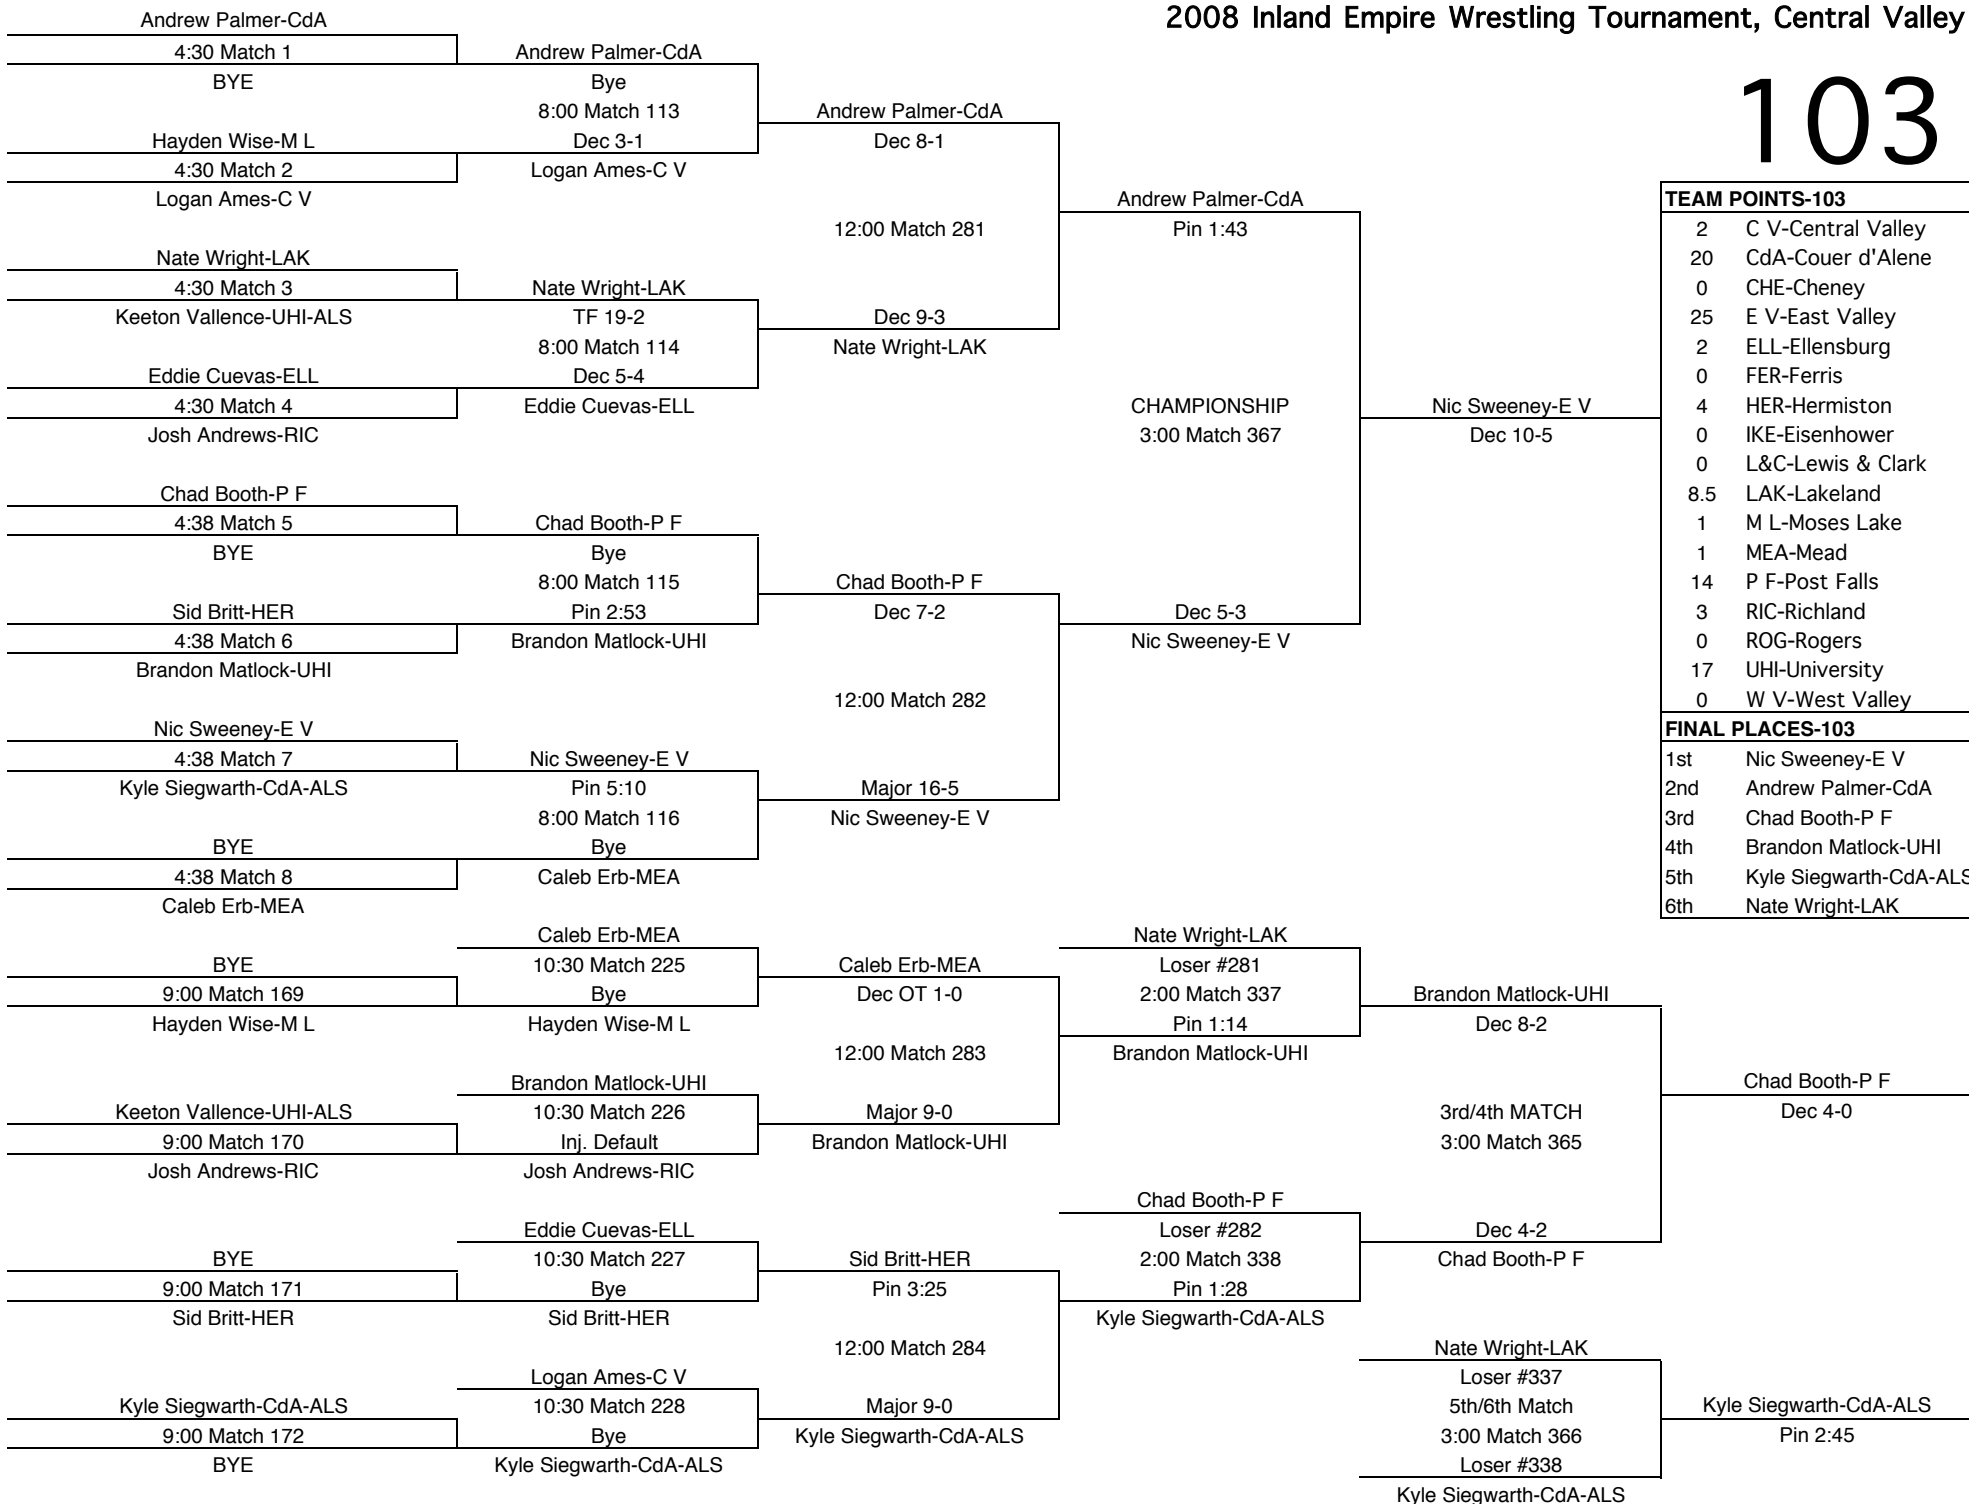 2008 Inland Empire Wrestling Tournament, Central Valley
103
Andrew Palmer-CdA
4:30 Match 1
BYE
Hayden Wise-M L
4:30 Match 2
Logan Ames-C V
Nate Wright-LAK
4:30 Match 3
Keeton Vallence-UHI-ALS
Eddie Cuevas-ELL
4:30 Match 4
Josh Andrews-RIC
Chad Booth-P F
4:38 Match 5
BYE
Sid Britt-HER
4:38 Match 6
Brandon Matlock-UHI
Nic Sweeney-E V
4:38 Match 7
Kyle Siegwarth-CdA-ALS
BYE
4:38 Match 8
Caleb Erb-MEA
Andrew Palmer-CdA
Bye
8:00 Match 113
Dec 3-1
Logan Ames-C V
Nate Wright-LAK
TF 19-2
8:00 Match 114
Dec 5-4
Eddie Cuevas-ELL
Chad Booth-P F
Bye
8:00 Match 115
Pin 2:53
Brandon Matlock-UHI
Nic Sweeney-E V
Pin 5:10
8:00 Match 116
Bye
Caleb Erb-MEA
Andrew Palmer-CdA
Dec 8-1
12:00 Match 281
Dec 9-3
Nate Wright-LAK
Chad Booth-P F
Dec 7-2
12:00 Match 282
Major 16-5
Nic Sweeney-E V
Andrew Palmer-CdA
Pin 1:43
CHAMPIONSHIP
3:00 Match 367
Dec 5-3
Nic Sweeney-E V
Nic Sweeney-E V
Dec 10-5
TEAM POINTS-103
2 C V-Central Valley
20 CdA-Couer d'Alene
0 CHE-Cheney
25 E V-East Valley
2 ELL-Ellensburg
0 FER-Ferris
4 HER-Hermiston
0 IKE-Eisenhower
0 L&C-Lewis & Clark
8.5 LAK-Lakeland
1 M L-Moses Lake
1 MEA-Mead
14 P F-Post Falls
3 RIC-Richland
0 ROG-Rogers
17 UHI-University
0 W V-West Valley
FINAL PLACES-103
1st Nic Sweeney-E V
2nd Andrew Palmer-CdA
3rd Chad Booth-P F
4th Brandon Matlock-UHI
5th Kyle Siegwarth-CdA-ALS
6th Nate Wright-LAK
BYE
9:00 Match 169
Hayden Wise-M L
Keeton Vallence-UHI-ALS
9:00 Match 170
Josh Andrews-RIC
BYE
9:00 Match 171
Sid Britt-HER
Kyle Siegwarth-CdA-ALS
9:00 Match 172
BYE
Caleb Erb-MEA
10:30 Match 225
Bye
Hayden Wise-M L
Brandon Matlock-UHI
10:30 Match 226
Inj. Default
Josh Andrews-RIC
Eddie Cuevas-ELL
10:30 Match 227
Bye
Sid Britt-HER
Logan Ames-C V
10:30 Match 228
Bye
Kyle Siegwarth-CdA-ALS
Caleb Erb-MEA
Dec OT 1-0
12:00 Match 283
Major 9-0
Brandon Matlock-UHI
Sid Britt-HER
Pin 3:25
12:00 Match 284
Major 9-0
Kyle Siegwarth-CdA-ALS
Nate Wright-LAK
Loser #281
2:00 Match 337
Pin 1:14
Brandon Matlock-UHI
Chad Booth-P F
Loser #282
2:00 Match 338
Pin 1:28
Kyle Siegwarth-CdA-ALS
Brandon Matlock-UHI
Dec 8-2
3rd/4th MATCH
3:00 Match 365
Dec 4-2
Chad Booth-P F
Nate Wright-LAK
Loser #337
5th/6th Match
3:00 Match 366
Loser #338
Kyle Siegwarth-CdA-ALS
Chad Booth-P F
Dec 4-0
Kyle Siegwarth-CdA-ALS
Pin 2:45